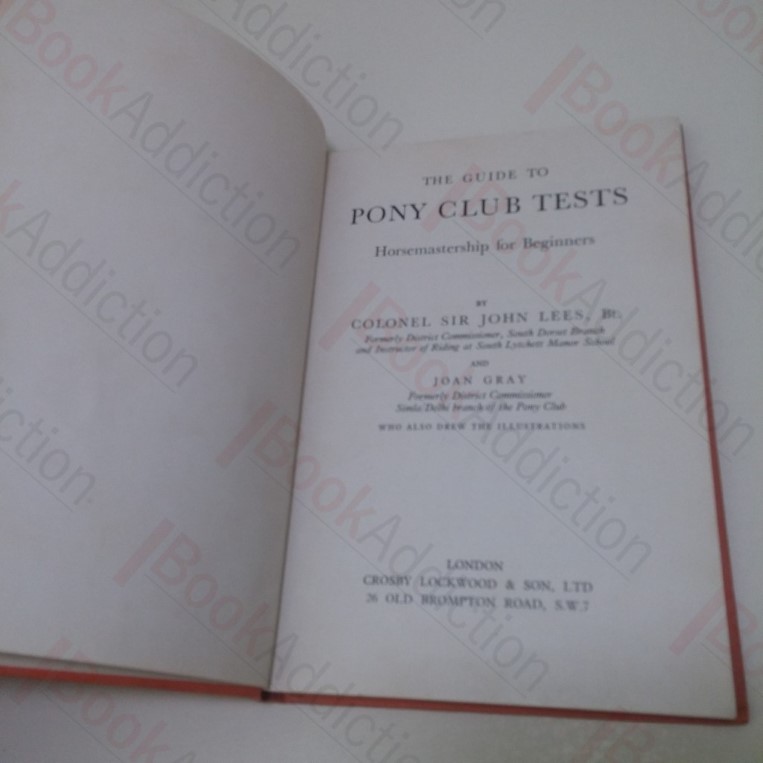 THE GUIDE TO
PONY CLUB TESTS
Horsemastership for Beginners
BY
COLONEL SIR JOHN LEES, Bt.
Formerly District Commissioner, South Dorset Branch
and Instructor of Riding at South Lytchett Manor School
AND
JOAN GRAY
Formerly District Commissioner
Simla/Delhi branch of the Pony Club
WHO ALSO DREW THE ILLUSTRATIONS
LONDON
CROSBY LOCKWOOD & SON, LTD
26 OLD BROMPTON ROAD, S.W.7
BookAddiction